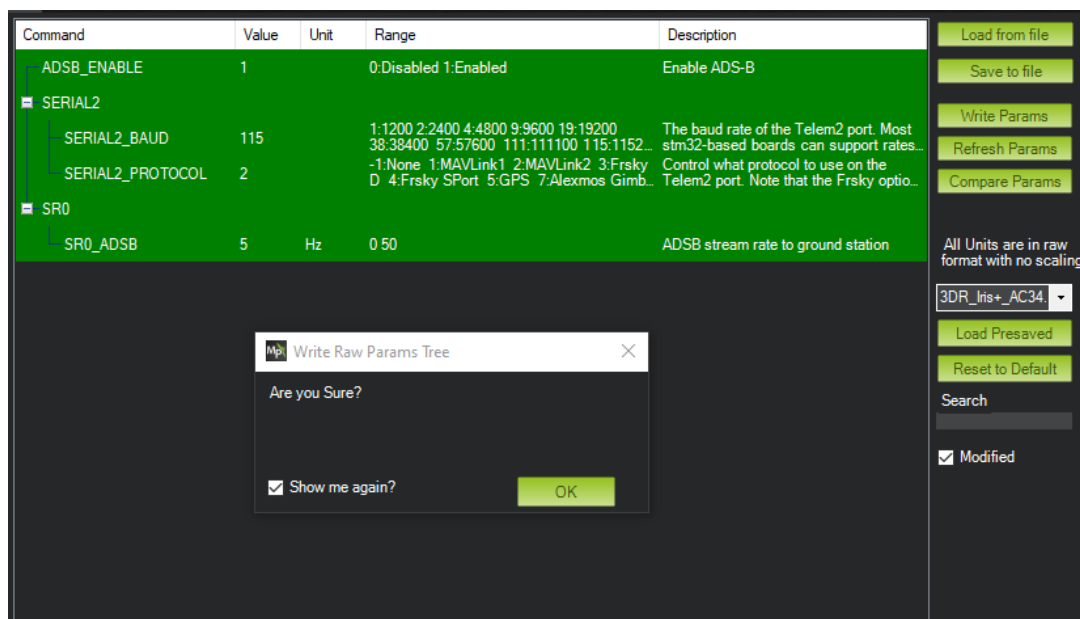 Command Value Unit Range Description
ADSB_ENABLE 1 0:Disabled 1:Enabled Enable ADS-B
SERIAL2
SERIAL2_BAUD 115 1:1200 2:2400 4:4800 9:9600 19:19200 38:38400 57:57600 111:111100 115:1152... The baud rate of the Telem2 port. Most stm32-based boards can support rates...
SERIAL2_PROTOCOL 2 -1:None 1:MAVLink1 2:MAVLink2 3:Frsky D 4:Frsky SPort 5:GPS 7:Alexmos Gimb... Control what protocol to use on the Telem2 port. Note that the Frsky optio...
SR0
SR0_ADSB 5 Hz 0 50 ADSB stream rate to ground station
Write Raw Params Tree
Are you Sure?
Show me again?
OK
Load from file
Save to file
Write Params
Refresh Params
Compare Params
All Units are in raw
format with no scaling
3DR_Iris+_AC34.
Load Presaved
Reset to Default
Search
Modified